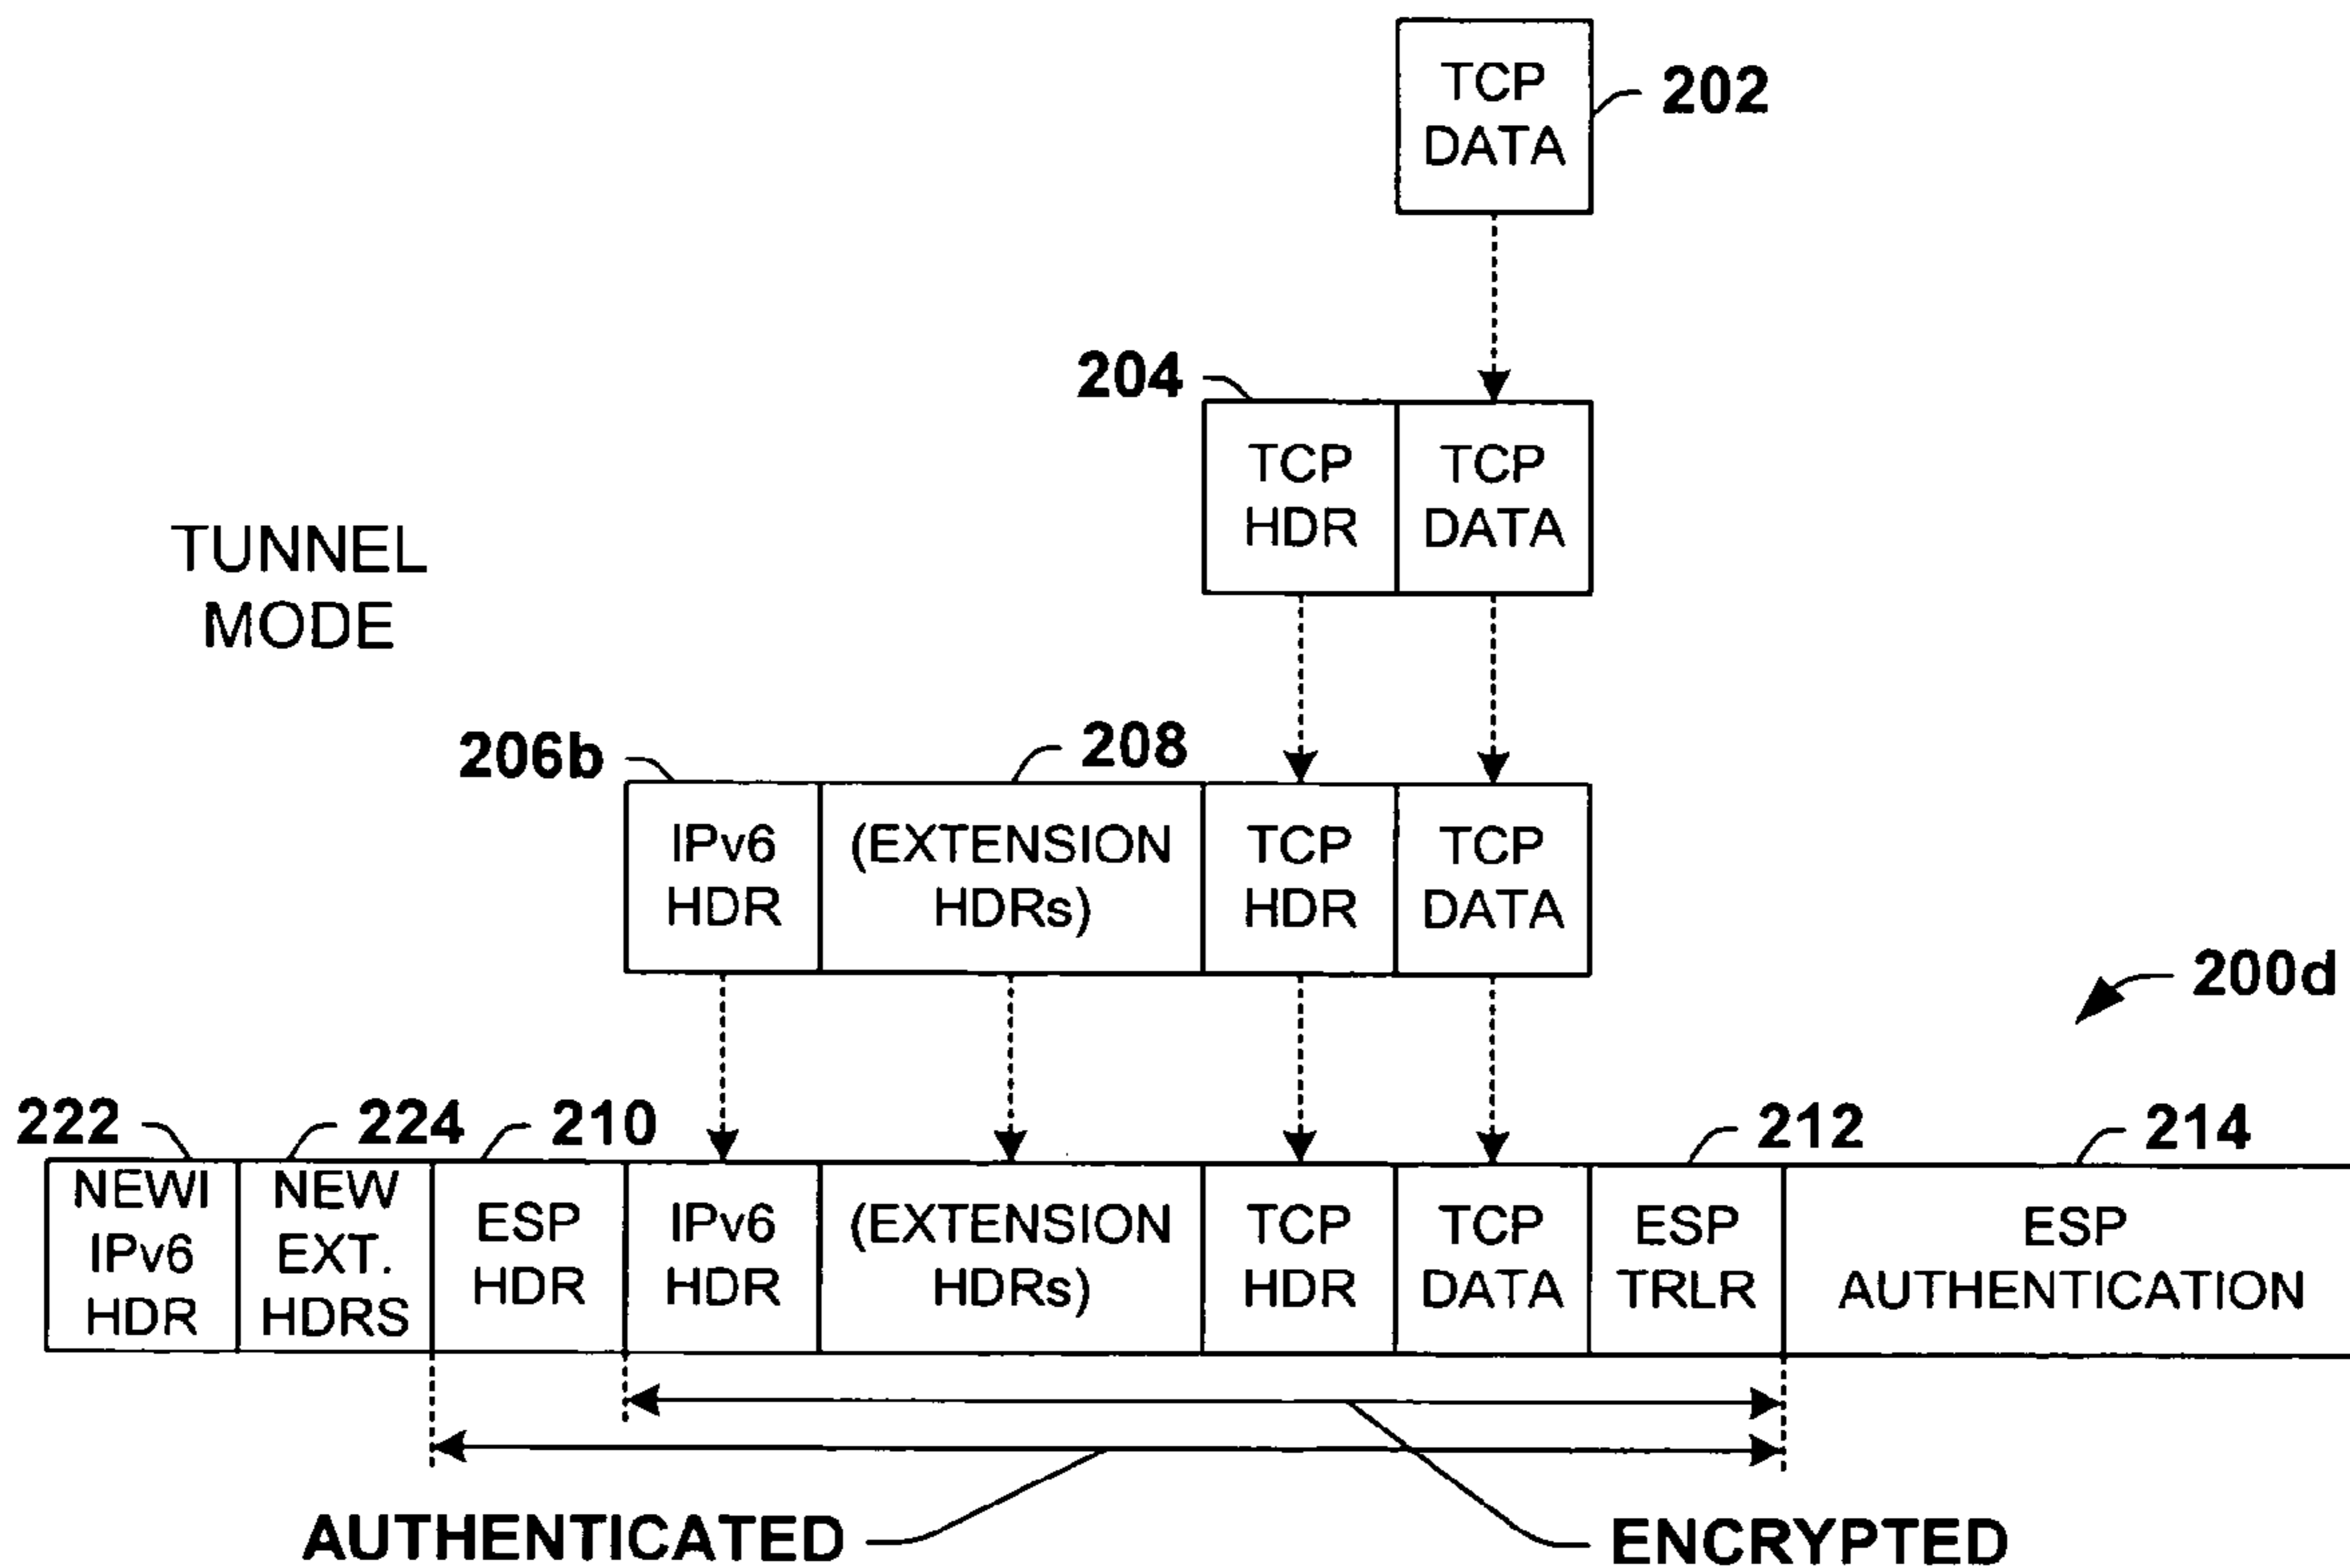 TCP
DATA
202
204
TCP
HDR
TCP
DATA
TUNNEL
MODE
206b
208
IPv6
HDR
(EXTENSION
HDRs)
TCP
HDR
TCP
DATA
200d
222
224
210
212
214
NEWI
IPv6
HDR
NEW
EXT.
HDRS
ESP
HDR
IPv6
HDR
(EXTENSION
HDRs)
TCP
HDR
TCP
DATA
ESP
TRLR
ESP
AUTHENTICATION
AUTHENTICATED
ENCRYPTED